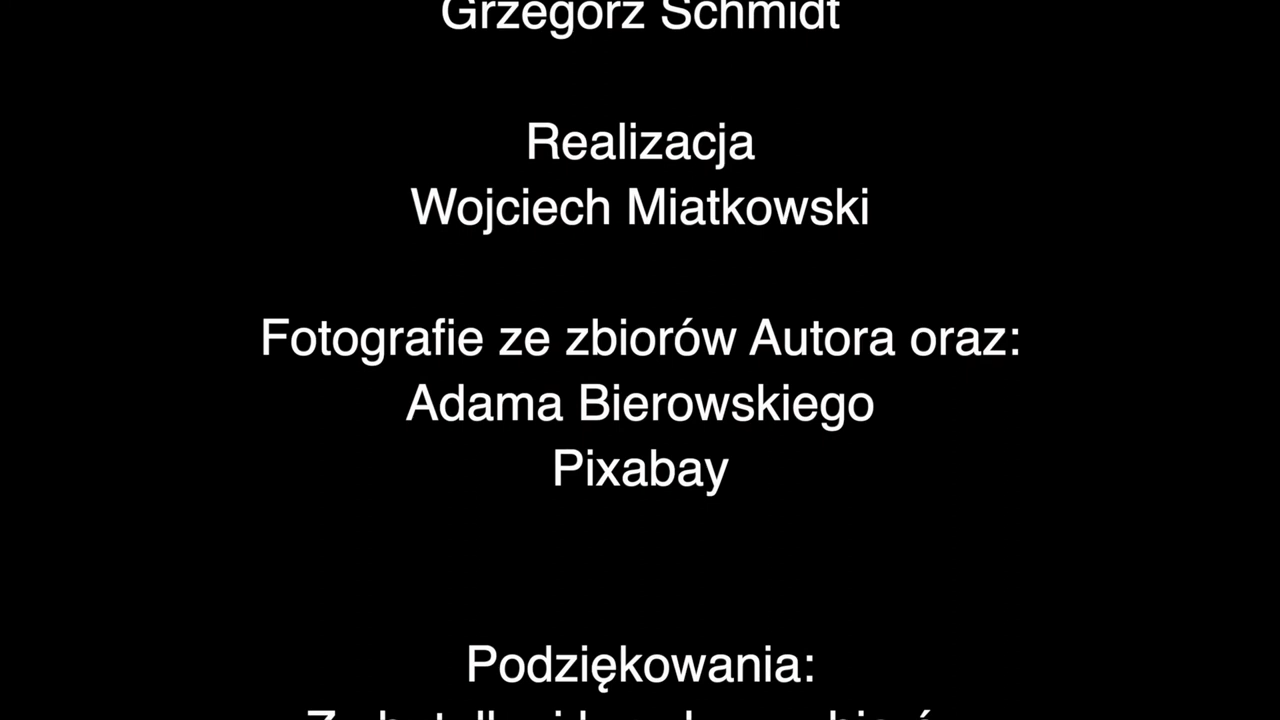 Grzegorz Schmidt
Realizacja
Wojciech Miatkowski
Fotografie ze zbiorów Autora oraz:
Adama Bierowskiego
Pixabay
Podziękowania: